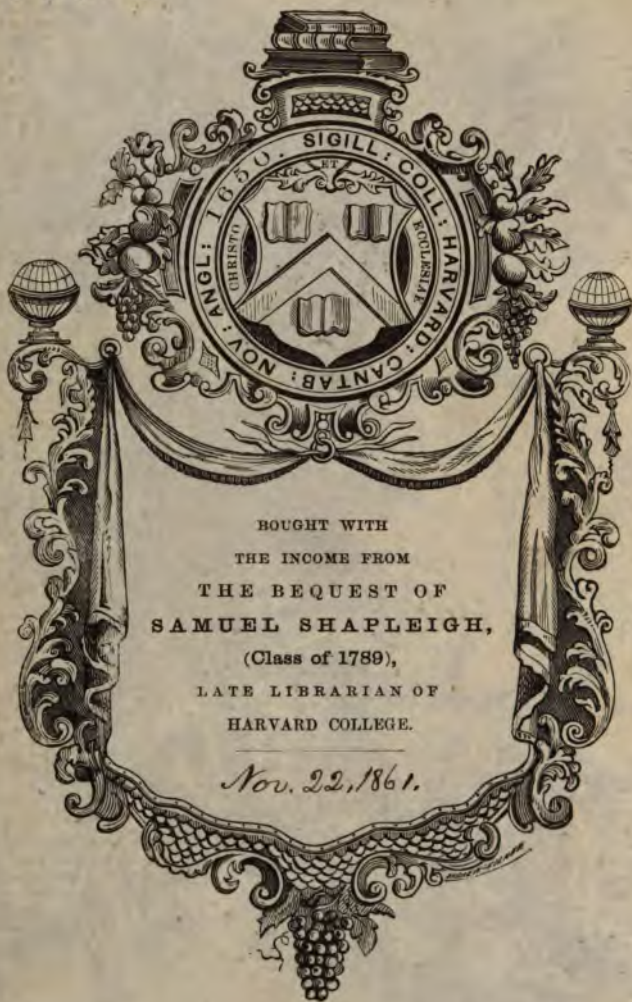 SIGILL: COLL: HARVARD: CANTAB: NOV: ANGL: 1650.
ET
CHRISTO
ECCLESIAE
BOUGHT WITH
THE INCOME FROM
THE BEQUEST OF
SAMUEL SHAPLEIGH,
(Class of 1789),
LATE LIBRARIAN OF
HARVARD COLLEGE.
Nov. 22, 1861.